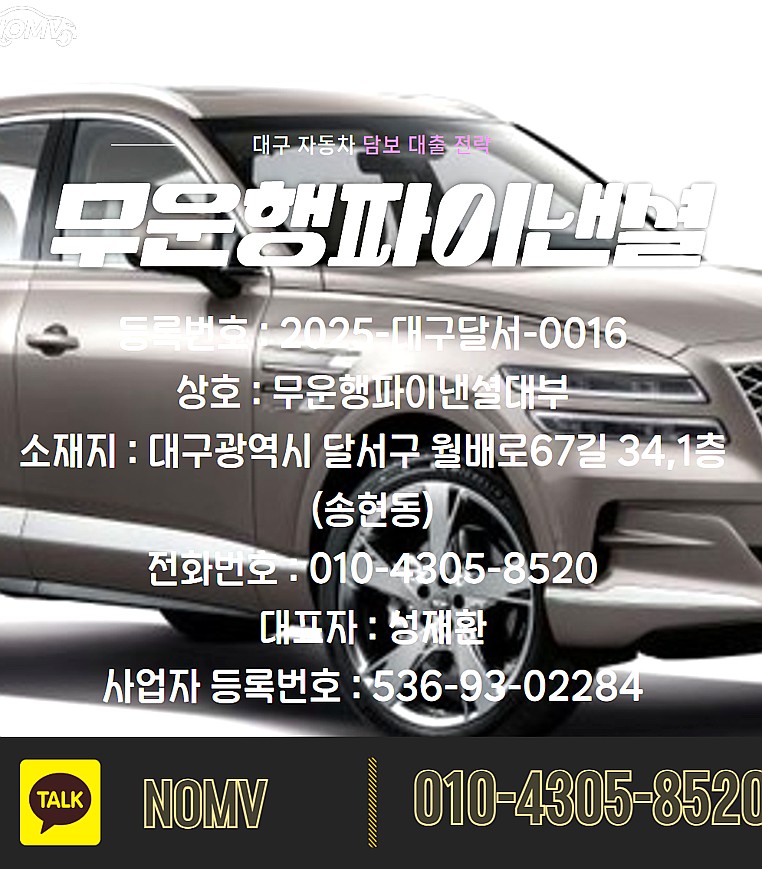 NOMV
대구 자동차 담보 대출 전략
무운행파이낸셜
등록번호 : 2025-대구달서-0016
상호 : 무운행파이낸셜대부
소재지 : 대구광역시 달서구 월배로67길 34,1층
(송현동)
전화번호 : 010-4305-8520
대표자 : 성재환
사업자 등록번호 : 536-93-02284
TALK
NOMV
010-4305-8520